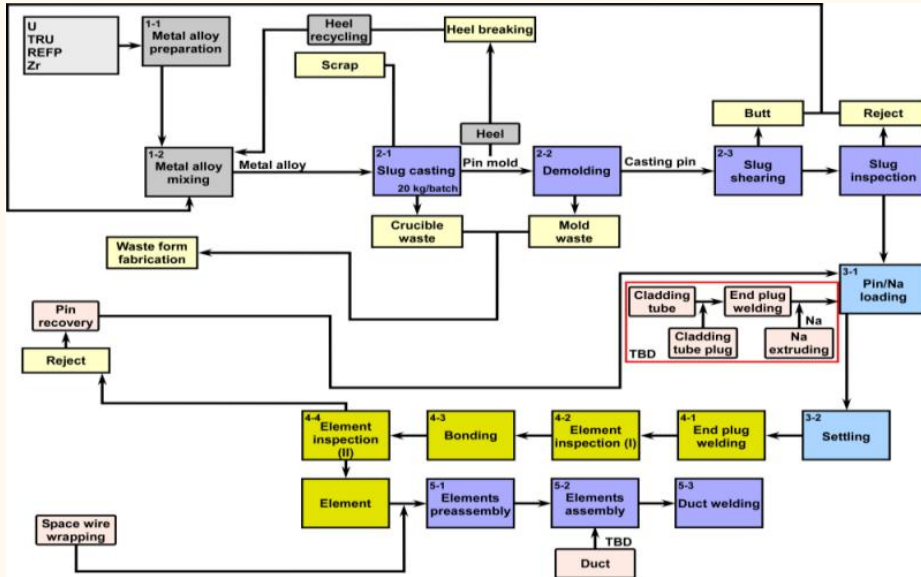 U
TRU
REFP
Zr
1-1
Metal alloy
preparation
Heel
recycling
Heel breaking
Scrap
Heel
Butt
Reject
1-2
Metal alloy
mixing
Metal alloy
2-1
Slug casting
20 kg/batch
Pin mold
2-2
Demolding
Casting pin
2-3
Slug
shearing
Slug
inspection
Crucible
waste
Mold
waste
Waste form
fabrication
3-1
Pin/Na
loading
Cladding
tube
End plug
welding
Na
Cladding
tube plug
Na
extruding
TBD
Pin
recovery
Reject
4-4
Element
inspection
(II)
4-3
Bonding
4-2
Element
inspection (I)
4-1
End plug
welding
3-2
Settling
Element
5-1
Elements
preassembly
5-2
Elements
assembly
5-3
Duct welding
Space wire
wrapping
TBD
Duct